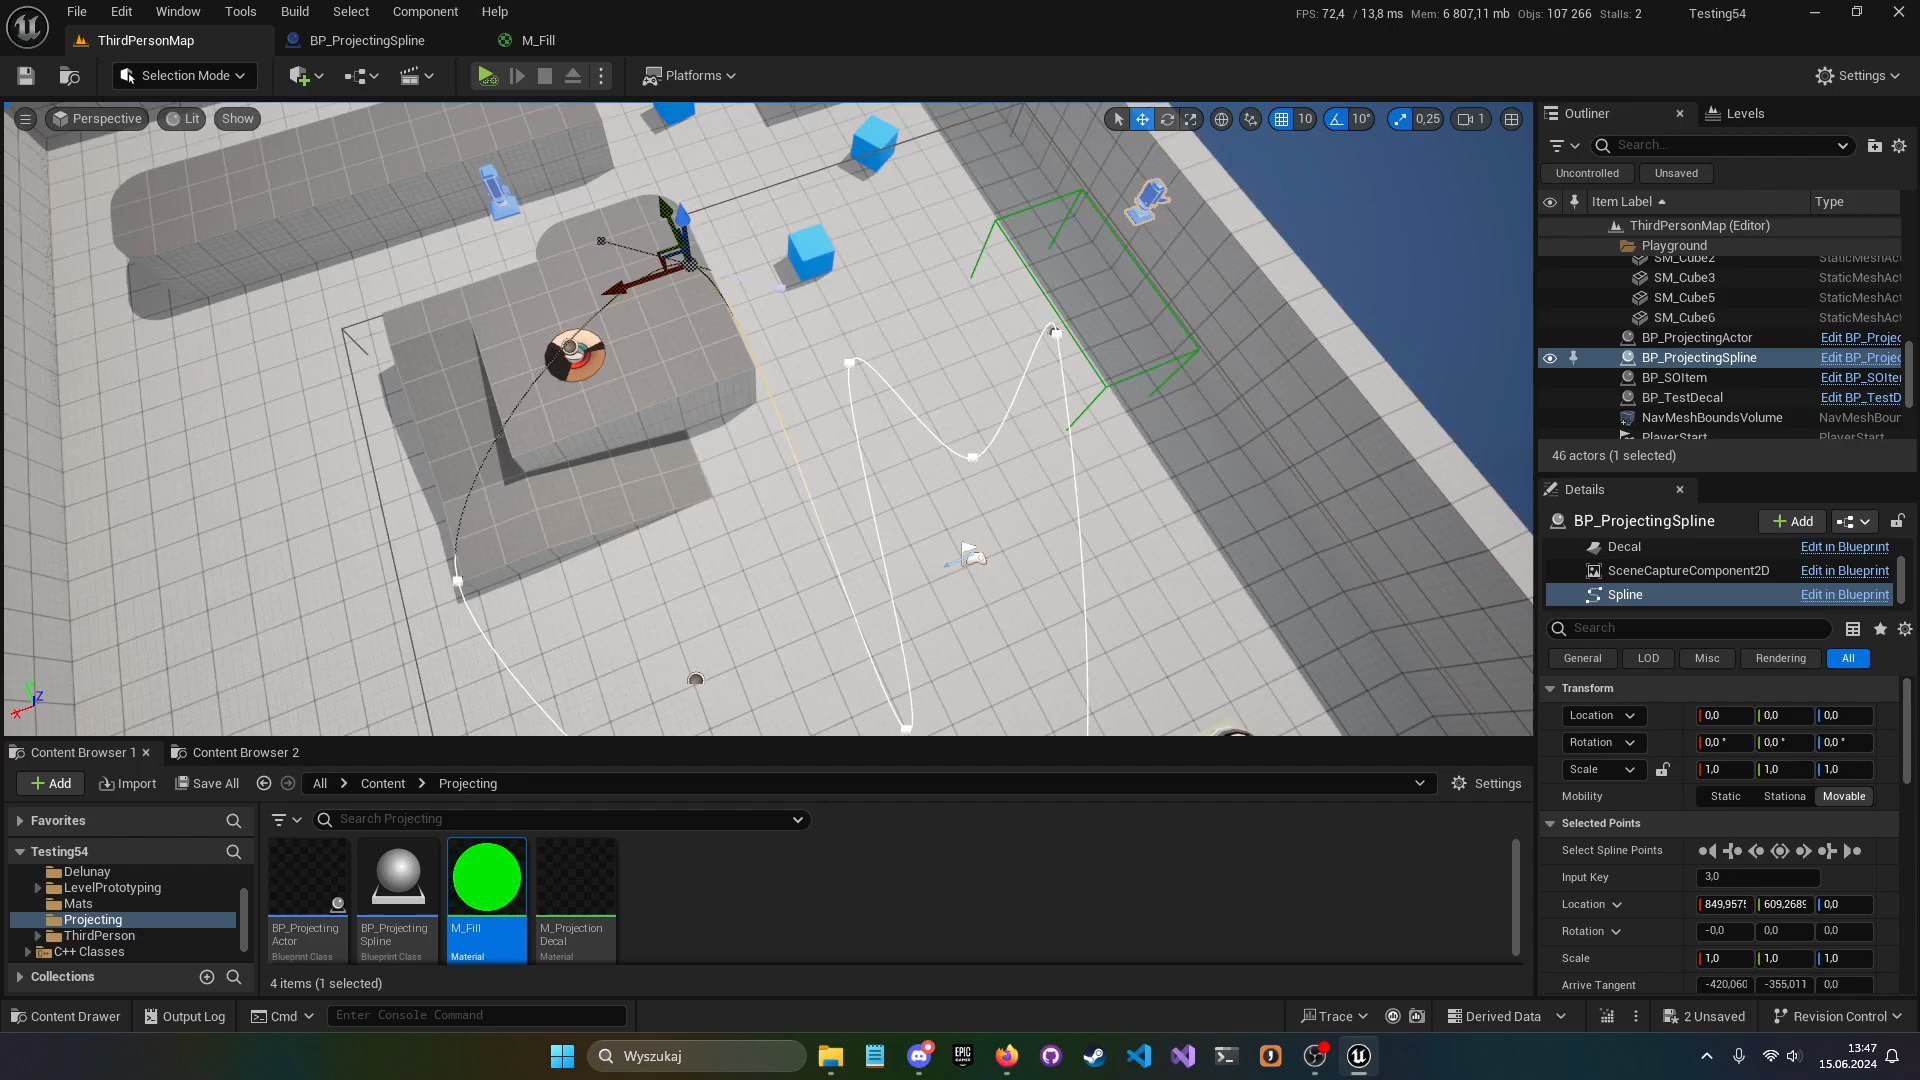 File Edit Window Tools Build Select Component Help
FPS: 72,4 / 13,8 ms Mem: 6 807,11 mb Objs: 107 266 Stalls: 2 Testing54
ThirdPersonMap BP_ProjectingSpline M_Fill
Selection Mode Platforms Settings
Perspective Lit Show 10 10° 0,25 1
Outliner Levels
Search...
Uncontrolled Unsaved
Item Label Type
ThirdPersonMap (Editor)
Playground
SM_Cube2 StaticMeshAct
SM_Cube3 StaticMeshAct
SM_Cube5 StaticMeshAct
SM_Cube6 StaticMeshAct
BP_ProjectingActor Edit BP_Projec
BP_ProjectingSpline Edit BP_Projec
BP_SOItem Edit BP_SOIte
BP_TestDecal Edit BP_TestD
NavMeshBoundsVolume NavMeshBoun
PlayerStart PlayerStart
46 actors (1 selected)
Details
BP_ProjectingSpline Add
Decal Edit in Blueprint
SceneCaptureComponent2D Edit in Blueprint
Spline Edit in Blueprint
Search
General LOD Misc Rendering All
Transform
Location 0,0 0,0 0,0
Rotation 0,0 ° 0,0 ° 0,0 °
Scale 1,0 1,0 1,0
Mobility Static Stationa Movable
Selected Points
Select Spline Points
Input Key 3,0
Location 849,957 609,268 0,0
Rotation -0,0 0,0 0,0
Scale 1,0 1,0 1,0
Arrive Tangent -420,060 -355,011 0,0
X Y Z
Content Browser 1 Content Browser 2
Add Import Save All All Content Projecting Settings
Favorites
Search Projecting
Testing54
Delunay
LevelPrototyping
Mats
Projecting
ThirdPerson
C++ Classes
Collections
BP_Projecting
Actor
Blueprint Class
BP_Projecting
Spline
Blueprint Class
M_Fill
Material
M_Projection
Decal
Material
4 items (1 selected)
Content Drawer Output Log Cmd Enter Console Command Trace Derived Data 2 Unsaved Revision Control
Wyszukaj
EPIC GAMES
13:47
15.06.2024